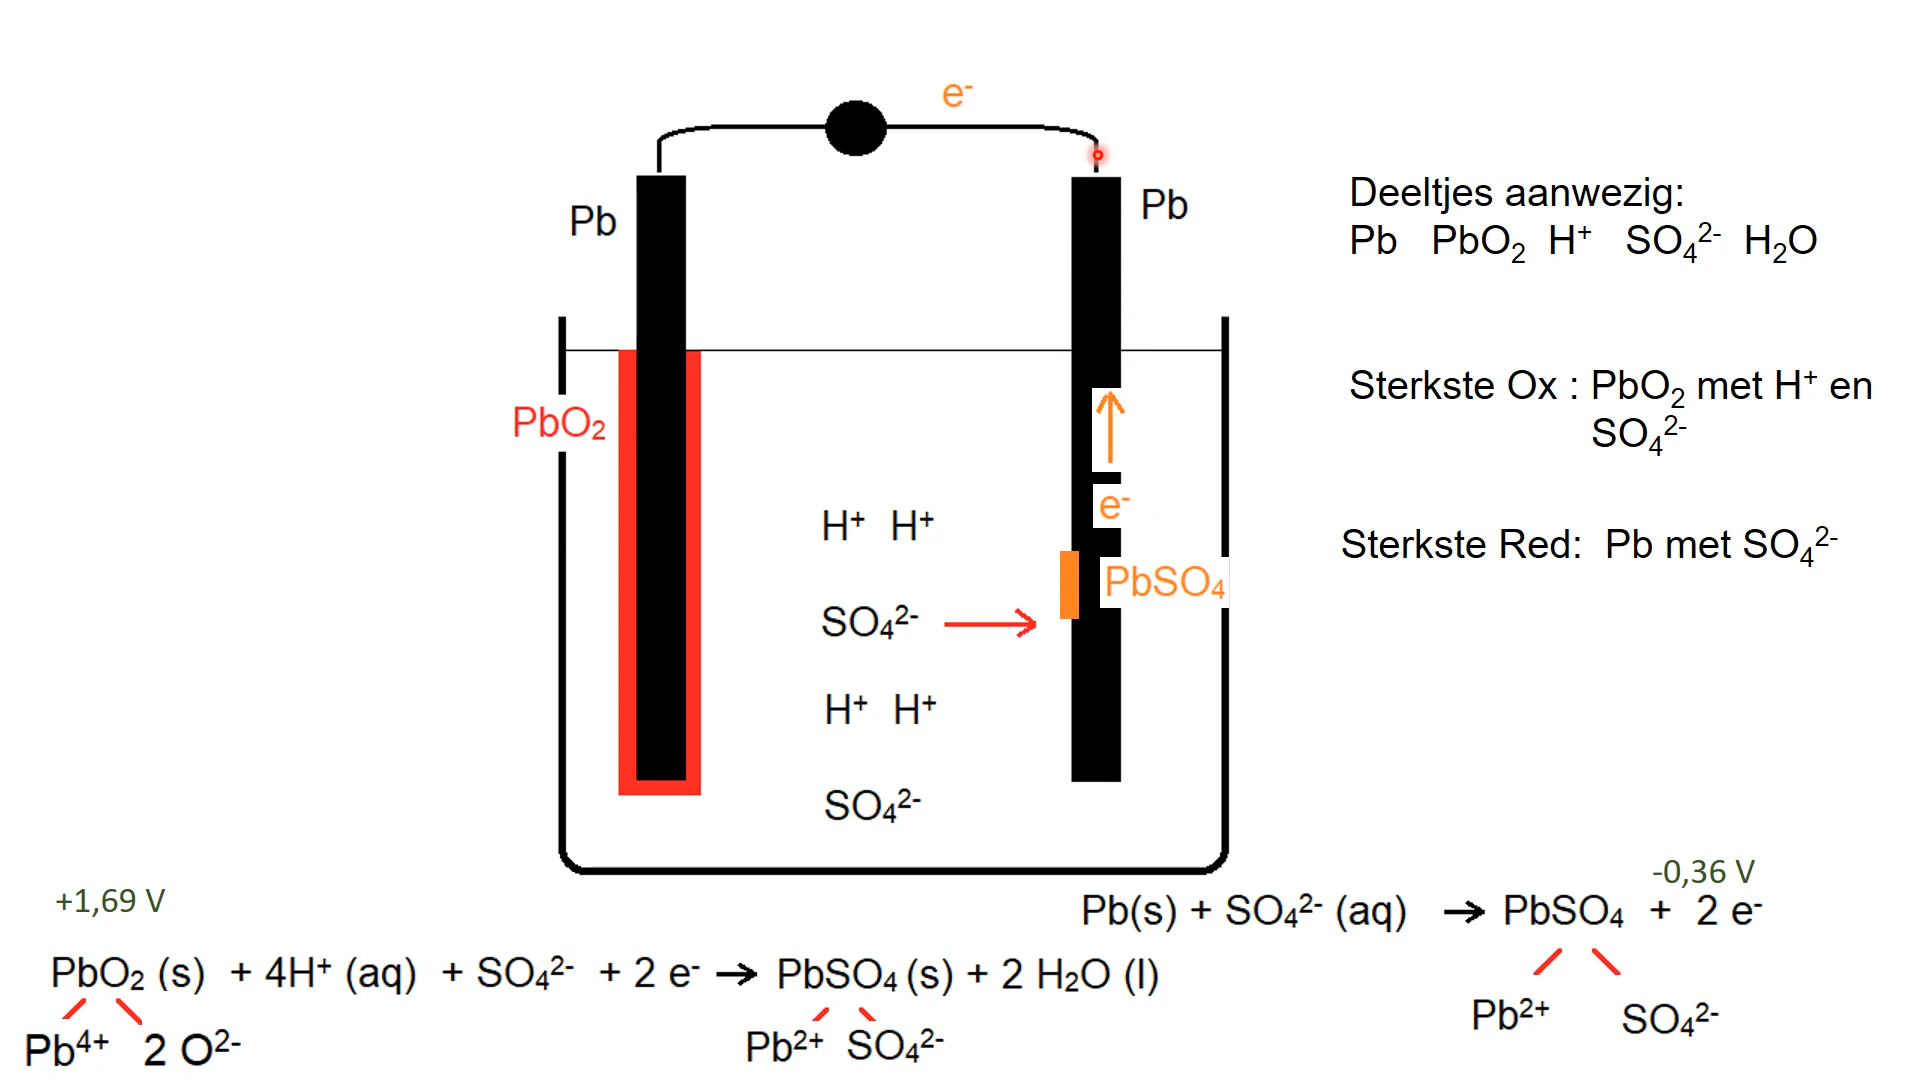 e⁻
Pb
Pb
Deeltjes aanwezig:
Pb PbO₂ H⁺ SO₄²⁻ H₂O
PbO₂
Sterkste Ox : PbO₂ met H⁺ en
SO₄²⁻
e⁻
H⁺ H⁺
Sterkste Red: Pb met SO₄²⁻
PbSO₄
SO₄²⁻
H⁺ H⁺
SO₄²⁻
-0,36 V
Pb(s) + SO₄²⁻ (aq) → PbSO₄ + 2 e⁻
Pb²⁺ SO₄²⁻
+1,69 V
PbO₂ (s) + 4H⁺ (aq) + SO₄²⁻ + 2 e⁻ → PbSO₄ (s) + 2 H₂O (l)
Pb⁴⁺ 2 O²⁻ Pb²⁺ SO₄²⁻